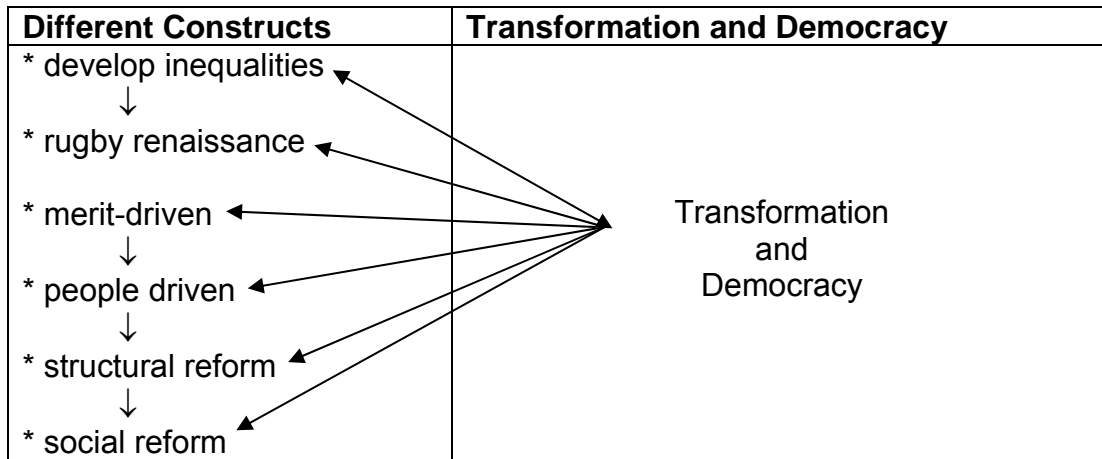 Different Constructs
Transformation and Democracy
* develop inequalities
↓
* rugby renaissance
* merit-driven
↓
* people driven
↓
* structural reform
↓
* social reform
Transformation
and
Democracy